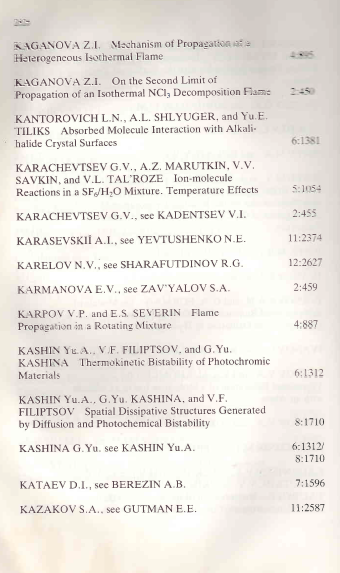 KAGANOVA Z.I. Mechanism of Propagation of a
Heterogeneous Isothermal Flame
KAGANOVA Z.I. On the Second Limit of
Propagation of an Isothermal NCl₃ Decomposition Flame 2:450
KANTOROVICH L.N., A.L. SHLYUGER, and Yu.E.
TILIKS Absorbed Molecule Interaction with Alkali-
halide Crystal Surfaces 6:1381
KARACHEVTSEV G.V., A.Z. MARUTKIN, V.V.
SAVKIN, and V.L. TAL'ROZE Ion-molecule
Reactions in a SF₆/H₂O Mixture. Temperature Effects 5:1054
KARACHEVTSEV G.V., see KADENTSEV V.I. 2:455
KARASEVSKIĬ A.I., see YEVTUSHENKO N.E. 11:2374
KARELOV N.V., see SHARAFUTDINOV R.G. 12:2627
KARMANOVA E.V., see ZAV'YALOV S.A. 2:459
KARPOV V.P. and E.S. SEVERIN Flame
Propagation in a Rotating Mixture 4:887
KASHIN Yu.A., V.F. FILIPTSOV, and G.Yu.
KASHINA Thermokinetic Bistability of Photochromic
Materials 6:1312
KASHIN Yu.A., G.Yu. KASHINA, and V.F.
FILIPTSOV Spatial Dissipative Structures Generated
by Diffusion and Photochemical Bistability 8:1710
KASHINA G.Yu. see KASHIN Yu.A. 6:1312/
8:1710
KATAEV D.I., see BEREZIN A.B. 7:1596
KAZAKOV S.A., see GUTMAN E.E. 11:2587